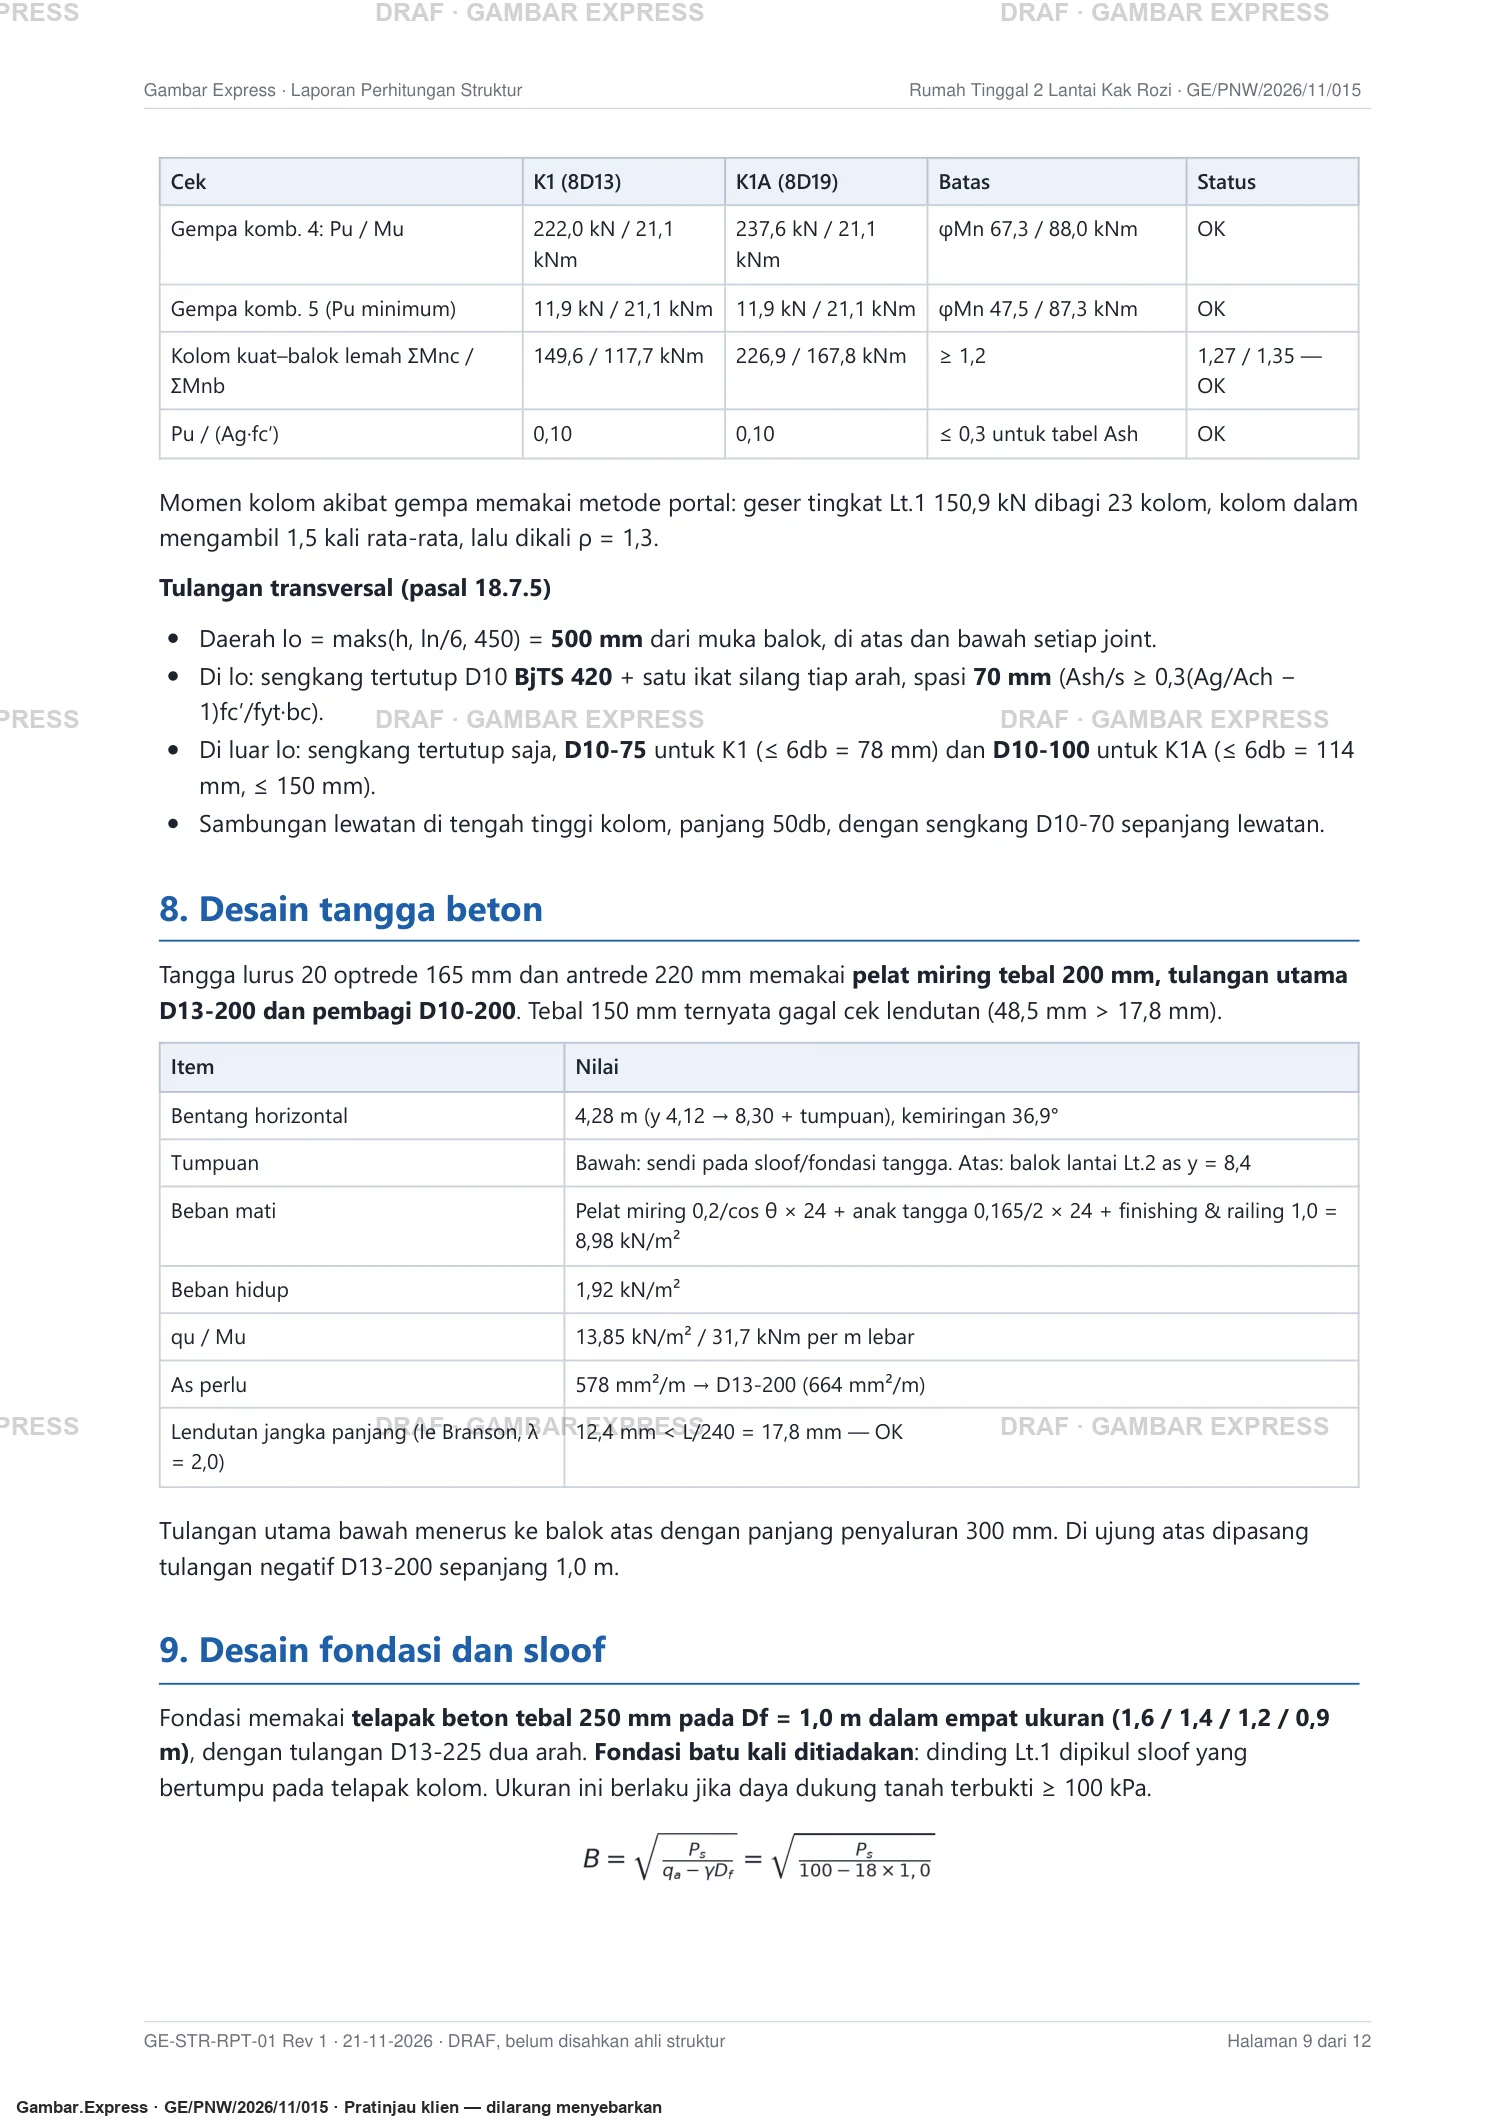 PRESS DRAF · GAMBAR EXPRESS DRAF · GAMBAR EXPRESS
Gambar Express · Laporan Perhitungan Struktur Rumah Tinggal 2 Lantai Kak Rozi · GE/PNW/2026/11/015
Cek K1 (8D13) K1A (8D19) Batas Status
Gempa komb. 4: Pu / Mu 222,0 kN / 21,1 237,6 kN / 21,1 φMn 67,3 / 88,0 kNm OK
kNm kNm
Gempa komb. 5 (Pu minimum) 11,9 kN / 21,1 kNm 11,9 kN / 21,1 kNm φMn 47,5 / 87,3 kNm OK
Kolom kuat–balok lemah ΣMnc / 149,6 / 117,7 kNm 226,9 / 167,8 kNm ≥ 1,2 1,27 / 1,35 —
ΣMnb OK
Pu / (Ag·fc′) 0,10 0,10 ≤ 0,3 untuk tabel Ash OK
Momen kolom akibat gempa memakai metode portal: geser tingkat Lt.1 150,9 kN dibagi 23 kolom, kolom dalam
mengambil 1,5 kali rata-rata, lalu dikali ρ = 1,3.
Tulangan transversal (pasal 18.7.5)
• Daerah lo = maks(h, ln/6, 450) = 500 mm dari muka balok, di atas dan bawah setiap joint.
• Di lo: sengkang tertutup D10 BjTS 420 + satu ikat silang tiap arah, spasi 70 mm (Ash/s ≥ 0,3(Ag/Ach −
1)fc′/fyt·bc).
PRESS DRAF · GAMBAR EXPRESS DRAF · GAMBAR EXPRESS
• Di luar lo: sengkang tertutup saja, D10-75 untuk K1 (≤ 6db = 78 mm) dan D10-100 untuk K1A (≤ 6db = 114
mm, ≤ 150 mm).
• Sambungan lewatan di tengah tinggi kolom, panjang 50db, dengan sengkang D10-70 sepanjang lewatan.
8. Desain tangga beton
Tangga lurus 20 optrede 165 mm dan antrede 220 mm memakai pelat miring tebal 200 mm, tulangan utama
D13-200 dan pembagi D10-200. Tebal 150 mm ternyata gagal cek lendutan (48,5 mm > 17,8 mm).
Item Nilai
Bentang horizontal 4,28 m (y 4,12 → 8,30 + tumpuan), kemiringan 36,9°
Tumpuan Bawah: sendi pada sloof/fondasi tangga. Atas: balok lantai Lt.2 as y = 8,4
Beban mati Pelat miring 0,2/cos θ × 24 + anak tangga 0,165/2 × 24 + finishing & railing 1,0 =
8,98 kN/m²
Beban hidup 1,92 kN/m²
qu / Mu 13,85 kN/m² / 31,7 kNm per m lebar
As perlu 578 mm²/m → D13-200 (664 mm²/m)
PRESS DRAF · GAMBAR EXPRESS DRAF · GAMBAR EXPRESS
Lendutan jangka panjang (Ie Branson, λ 12,4 mm < L/240 = 17,8 mm — OK
= 2,0)
Tulangan utama bawah menerus ke balok atas dengan panjang penyaluran 300 mm. Di ujung atas dipasang
tulangan negatif D13-200 sepanjang 1,0 m.
9. Desain fondasi dan sloof
Fondasi memakai telapak beton tebal 250 mm pada Df = 1,0 m dalam empat ukuran (1,6 / 1,4 / 1,2 / 0,9
m), dengan tulangan D13-225 dua arah. Fondasi batu kali ditiadakan: dinding Lt.1 dipikul sloof yang
bertumpu pada telapak kolom. Ukuran ini berlaku jika daya dukung tanah terbukti ≥ 100 kPa.
B = √(Ps / (qa − γDf)) = √(Ps / (100 − 18 × 1,0))
GE-STR-RPT-01 Rev 1 · 21-11-2026 · DRAF, belum disahkan ahli struktur Halaman 9 dari 12
Gambar.Express · GE/PNW/2026/11/015 · Pratinjau klien — dilarang menyebarkan